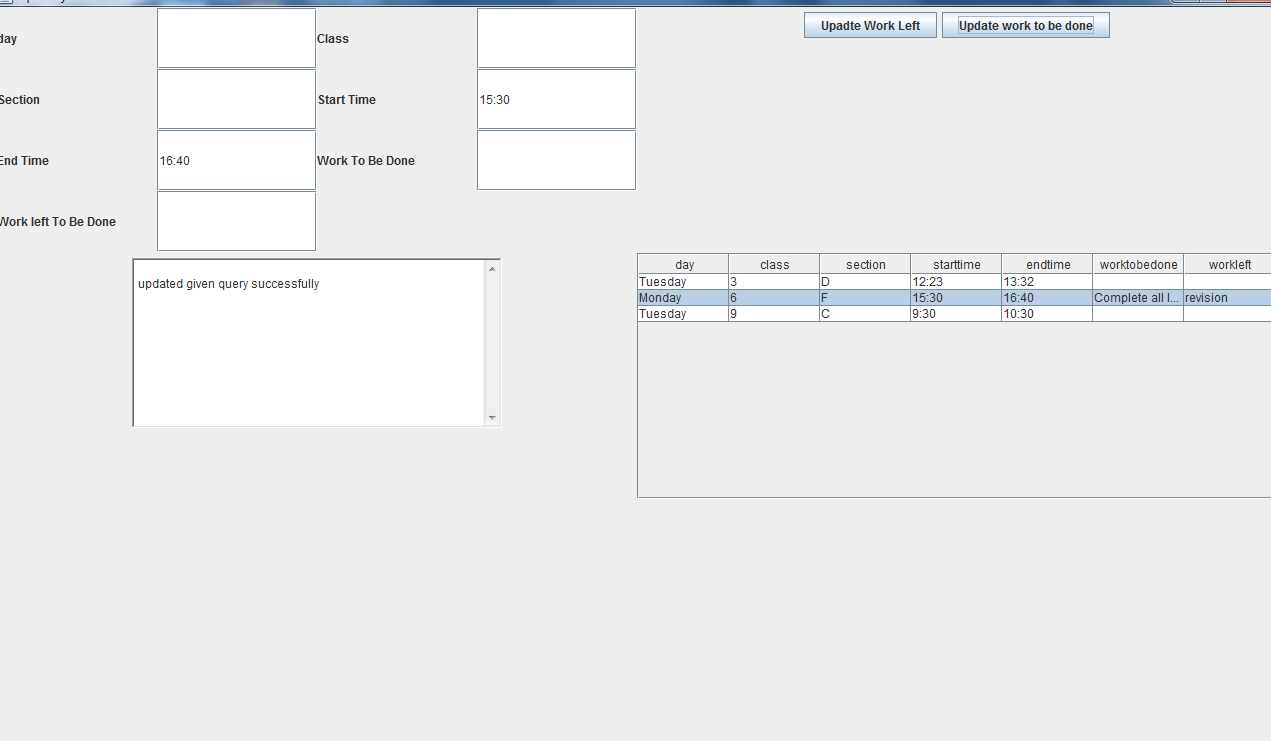 day Class Upadte Work Left Update work to be done
Section Start Time 15:30
End Time 16:40 Work To Be Done
Work left To Be Done
updated given query successfully
day class section starttime endtime worktobedone workleft
Tuesday 3 D 12:23 13:32
Monday 6 F 15:30 16:40 Complete all l... revision
Tuesday 9 C 9:30 10:30